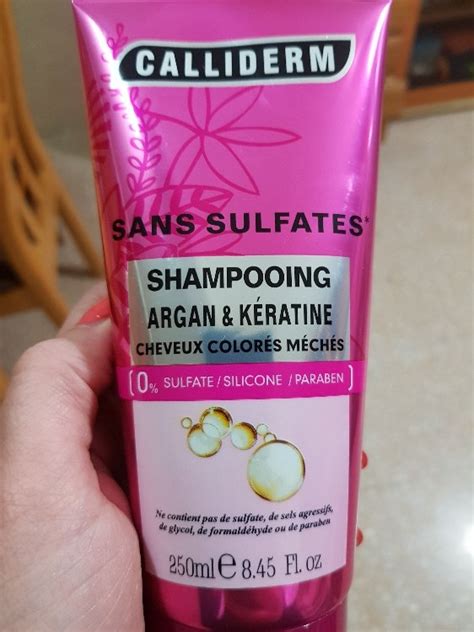 CALLIDERM
SANS SULFATES*
SHAMPOOING
ARGAN & KÉRATINE
CHEVEUX COLORÉS MÉCHÉS
[0% SULFATE / SILICONE / PARABEN]
Ne contient pas de sulfate, de sels agressifs,
de glycol, de formaldéhyde ou de paraben
250ml e 8.45 Fl. oz